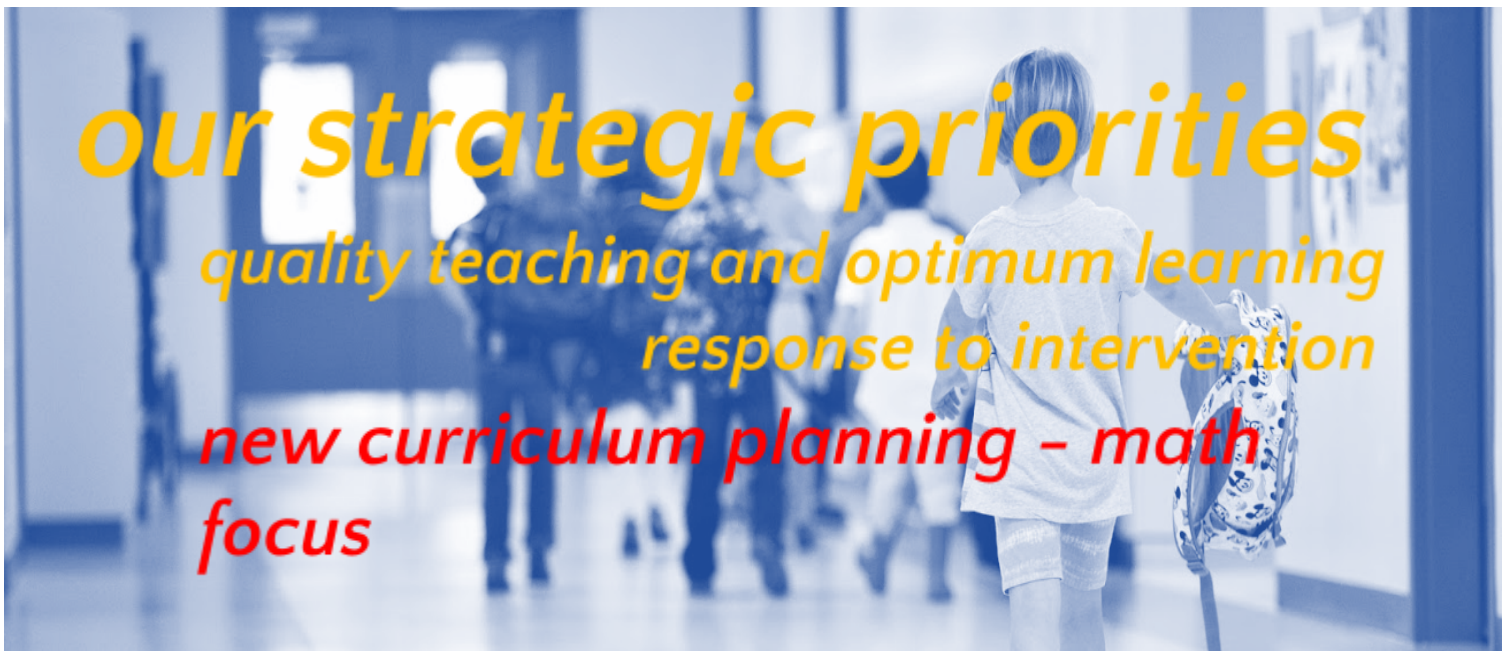 our strategic priorities
quality teaching and optimum learning
response to intervention
new curriculum planning – math
focus